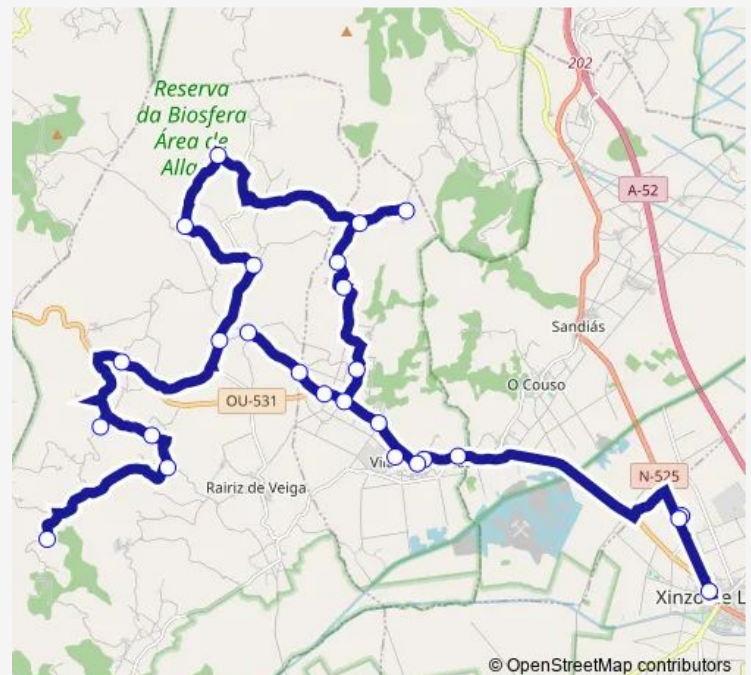 202
Reserva
da Biosfera
Área de
Alla
A-52
Sandiás
O Couso
OU-531
Vil
N-525
Rairiz de Veiga
Xinzo de L
© OpenStreetMap contributors